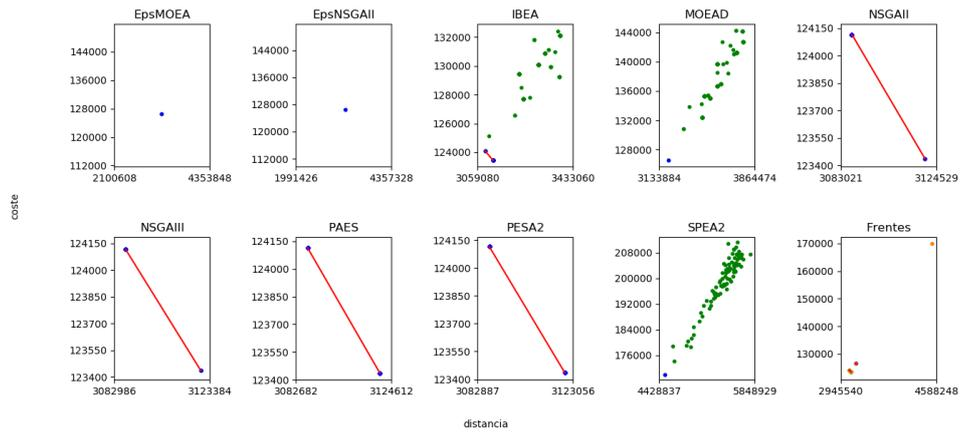 EpsMOEA EpsNSGAII IBEA MOEAD NSGAII
144000 136000 128000 120000 112000
2100608 4353848
144000 136000 128000 120000 112000
1991426 4357328
132000 130000 128000 126000 124000
3059080 3433060
144000 140000 136000 132000 128000
3133884 3864474
124150 124000 123850 123700 123550 123400
3083021 3124529
coste
NSGAIII PAES PESA2 SPEA2 Frentes
124150 124000 123850 123700 123550 123400
3082986 3123384
124150 124000 123850 123700 123550 123400
3082682 3124612
124150 124000 123850 123700 123550 123400
3082887 3123056
208000 200000 192000 184000 176000
4428837 5848929
170000 160000 150000 140000 130000
2945540 4588248
distancia